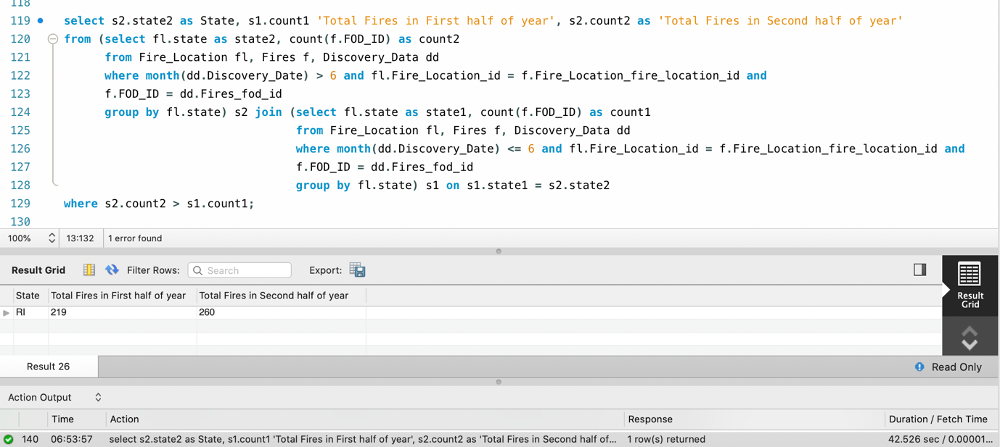 118
119 select s2.state2 as State, s1.count1 'Total Fires in First half of year', s2.count2 as 'Total Fires in Second half of year'
120 from (select fl.state as state2, count(f.FOD_ID) as count2
121 from Fire_Location fl, Fires f, Discovery_Data dd
122 where month(dd.Discovery_Date) > 6 and fl.Fire_Location_id = f.Fire_Location_fire_location_id and
123 f.FOD_ID = dd.Fires_fod_id
124 group by fl.state) s2 join (select fl.state as state1, count(f.FOD_ID) as count1
125 from Fire_Location fl, Fires f, Discovery_Data dd
126 where month(dd.Discovery_Date) <= 6 and fl.Fire_Location_id = f.Fire_Location_fire_location_id and
127 f.FOD_ID = dd.Fires_fod_id
128 group by fl.state) s1 on s1.state1 = s2.state2
129 where s2.count2 > s1.count1;
130
100% 13:132 1 error found
Result Grid Filter Rows: Search Export:
State Total Fires in First half of year Total Fires in Second half of year
RI 219 260
Result
Grid
Result 26 Read Only
Action Output
Time Action Response Duration / Fetch Time
140 06:53:57 select s2.state2 as State, s1.count1 'Total Fires in First half of year', s2.count2 as 'Total Fires in Second half of... 1 row(s) returned 42.526 sec / 0.00001...